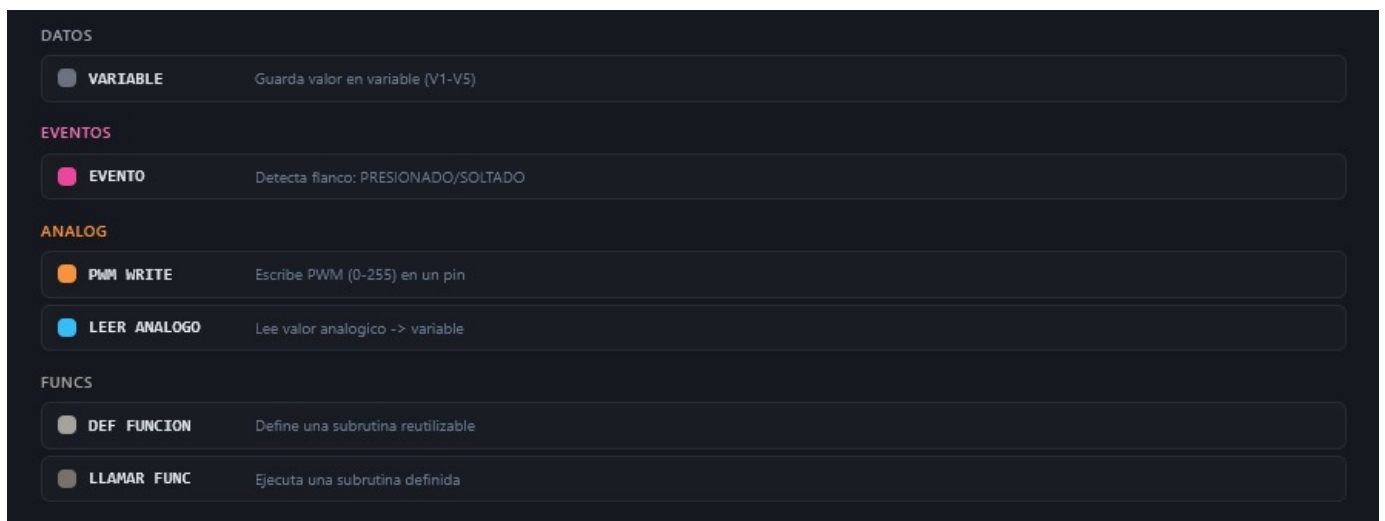 DATOS
VARIABLE Guarda valor en variable (V1-V5)
EVENTOS
EVENTO Detecta flanco: PRESIONADO/SOLTADO
ANALOG
PWM WRITE Escribe PWM (0-255) en un pin
LEER ANALOGO Lee valor analogico -> variable
FUNCS
DEF FUNCION Define una subrutina reutilizable
LLAMAR FUNC Ejecuta una subrutina definida